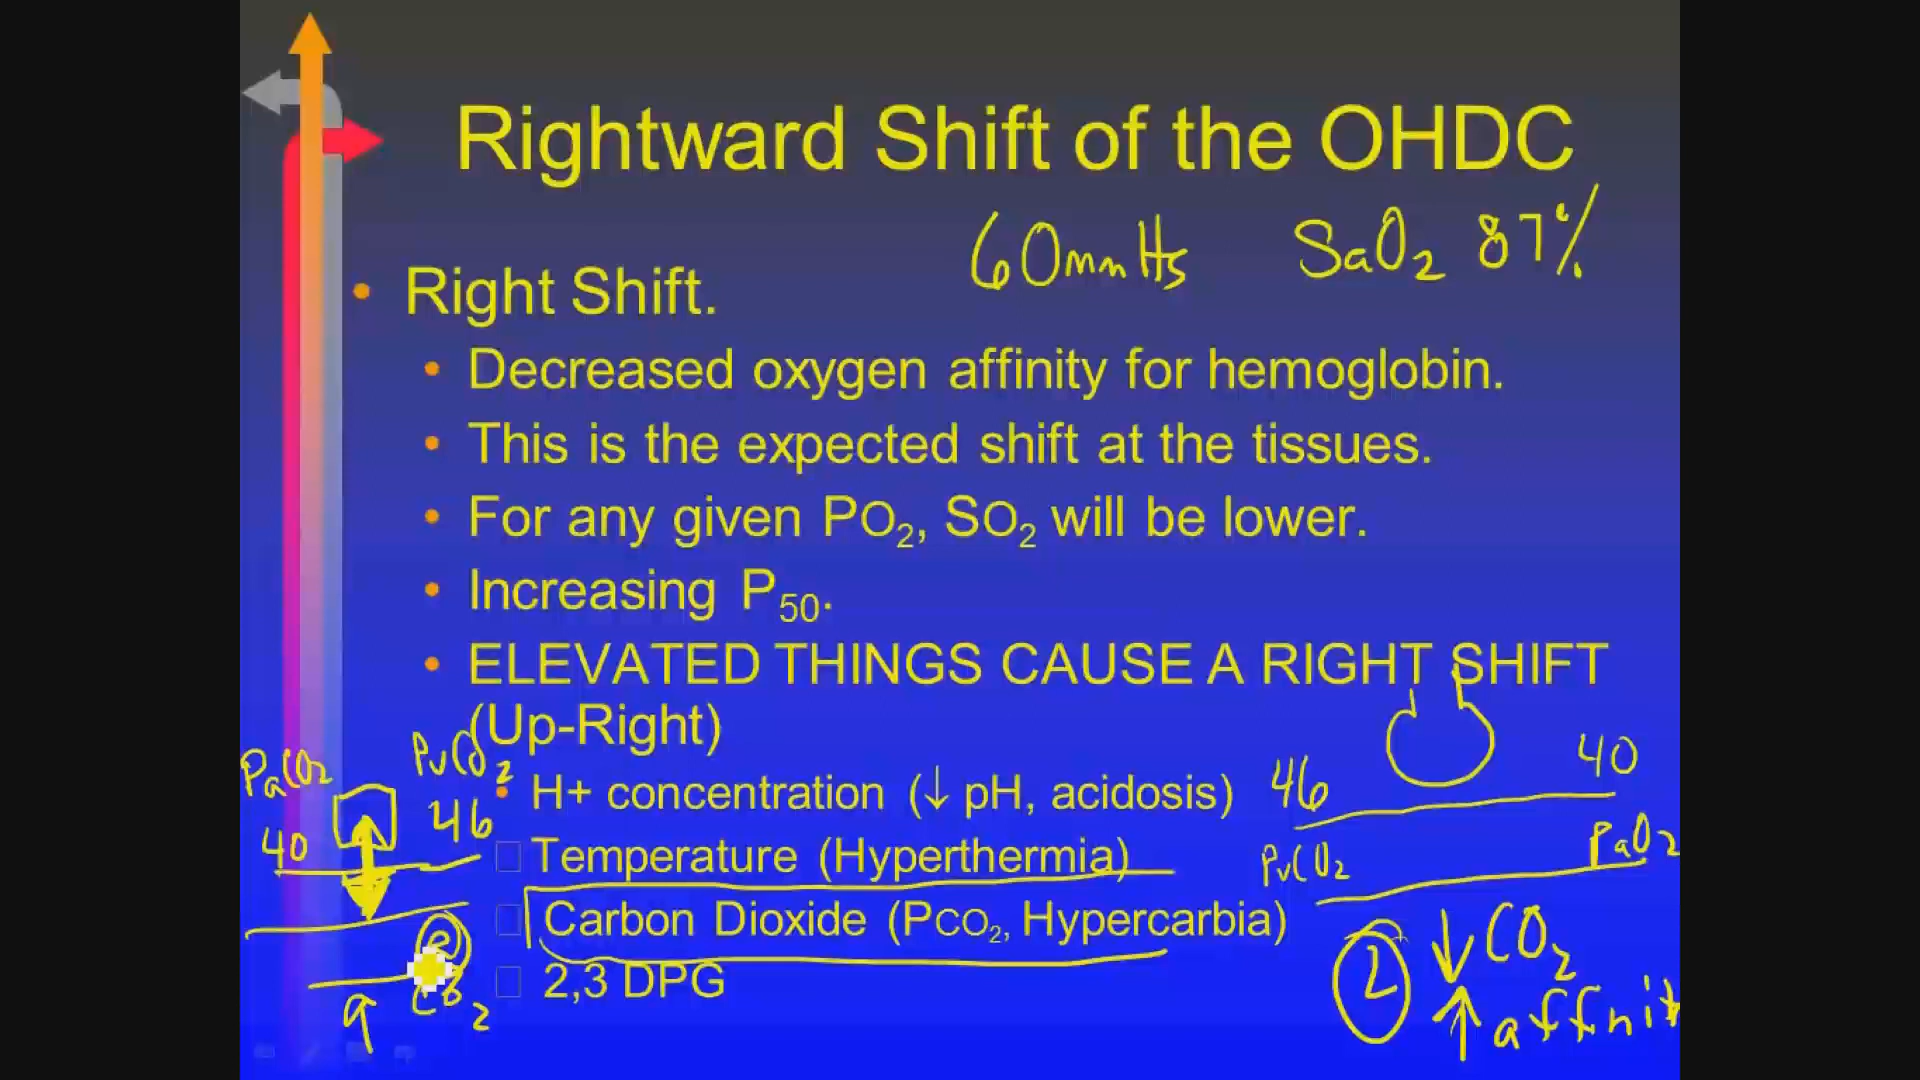 Rightward Shift of the OHDC
60mmHg SaO2 87%
• Right Shift.
• Decreased oxygen affinity for hemoglobin.
• This is the expected shift at the tissues.
• For any given PO2, SO2 will be lower.
• Increasing P50.
• ELEVATED THINGS CAUSE A RIGHT SHIFT
(Up-Right)
PaCO2 PvCO2
46 40
• H+ concentration (↓ pH, acidosis)
40 46
Temperature (Hyperthermia)
PvCO2 PaO2
Carbon Dioxide (PCO2, Hypercarbia)
2,3 DPG
CO2
↓ CO2
↑ affinit